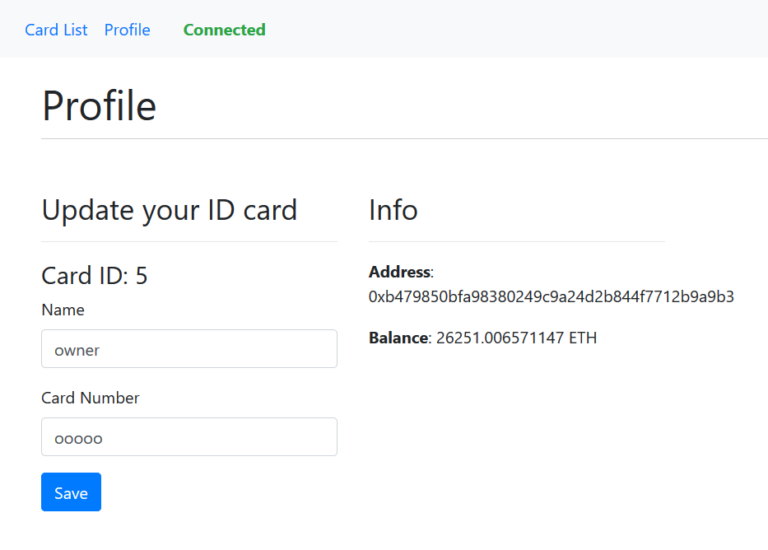 Card List Profile Connected
Profile
Update your ID card
Card ID: 5
Name
owner
Card Number
ooooo
Save
Info
Address:
0xb479850bfa98380249c9a24d2b844f7712b9a9b3
Balance: 26251.006571147 ETH